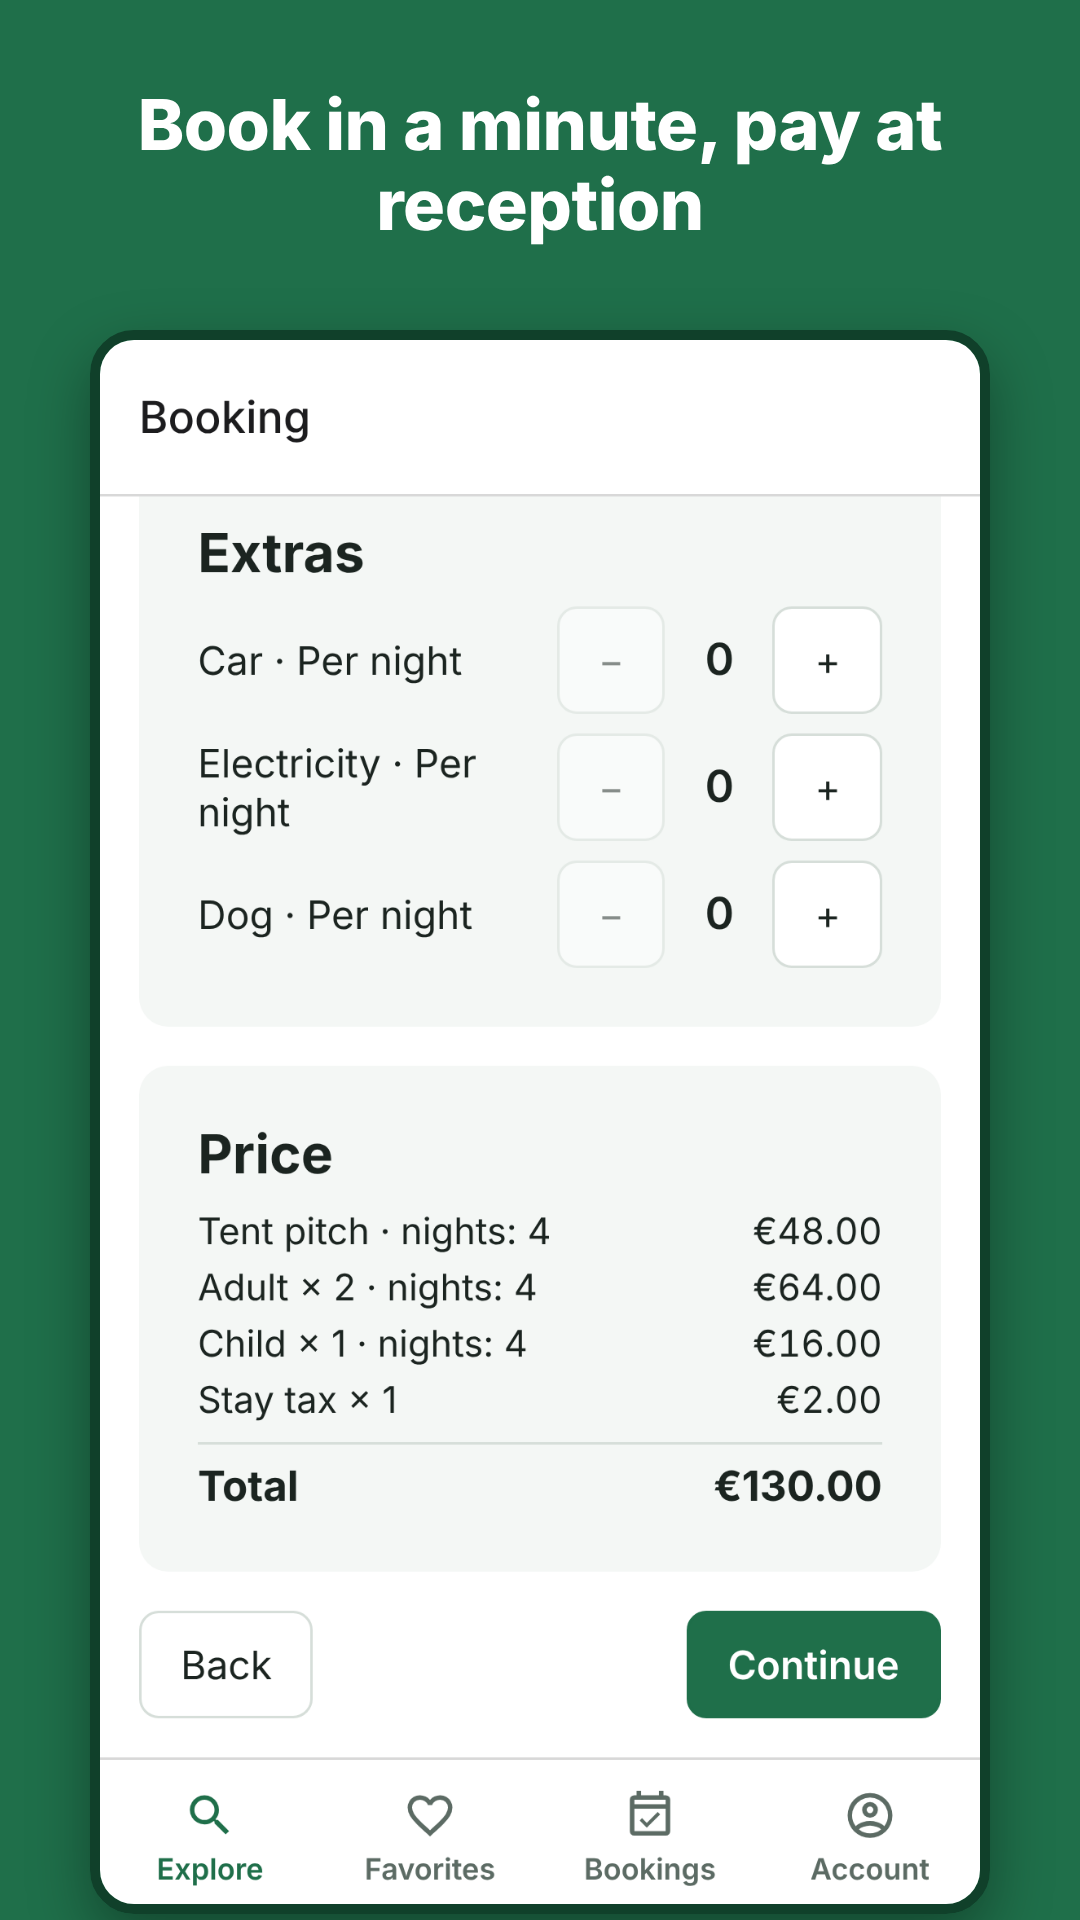 Book in a minute, pay at
reception
Booking
Extras
Car · Per night − 0 +
Electricity · Per
night − 0 +
Dog · Per night − 0 +
Price
Tent pitch · nights: 4 €48.00
Adult × 2 · nights: 4 €64.00
Child × 1 · nights: 4 €16.00
Stay tax × 1 €2.00
Total €130.00
Back Continue
Explore Favorites Bookings Account